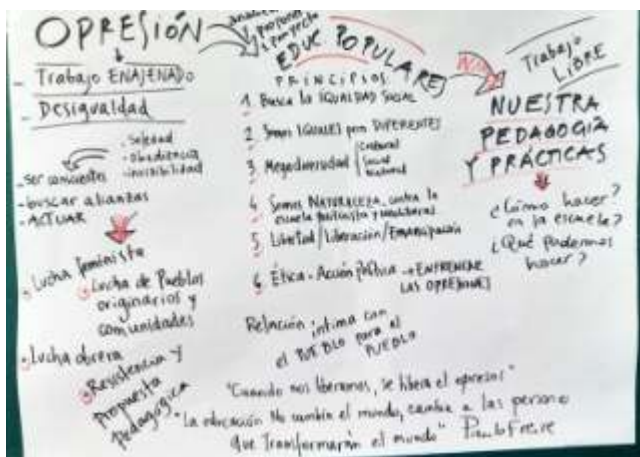 OPRESIÓN
- Trabajo ENAJENADO
- Desigualdad
- Soledad
- obediencia
- invisibilidad
- ser conscientes
- buscar alianzas
- ACTUAR
Lucha feminista
Lucha de Pueblos
originarios y
comunidades
Lucha obrera
Resistencia y
Propuesta
Pedagógica
EDUC POPULARES
PRINCIPIOS
1. Busca la IGUALDAD SOCIAL
2 Somos IGUALES pero DIFERENTES
3 Megadiversidad
Cultural
Social
Natural
4 Somos NATURALEZA, contra la
escuela y neoliberal
5 Libertad/Liberación/Emancipación
6 Ética - Acción política → ENFRENTAR
LAS OPRESIONES
Relación íntima con
el PUEBLO para el
PUEBLO
"Cuando nos liberamos, se libera el opresor"
"La educación No cambia el mundo, cambia a las personas
que Transformarán el mundo" Paulo Freire
Trabajo
LIBRE
NUESTRA
PEDAGOGÍA
Y PRÁCTICAS
¿Cómo hacer?
en la escuela?
¿Qué podemos
hacer?